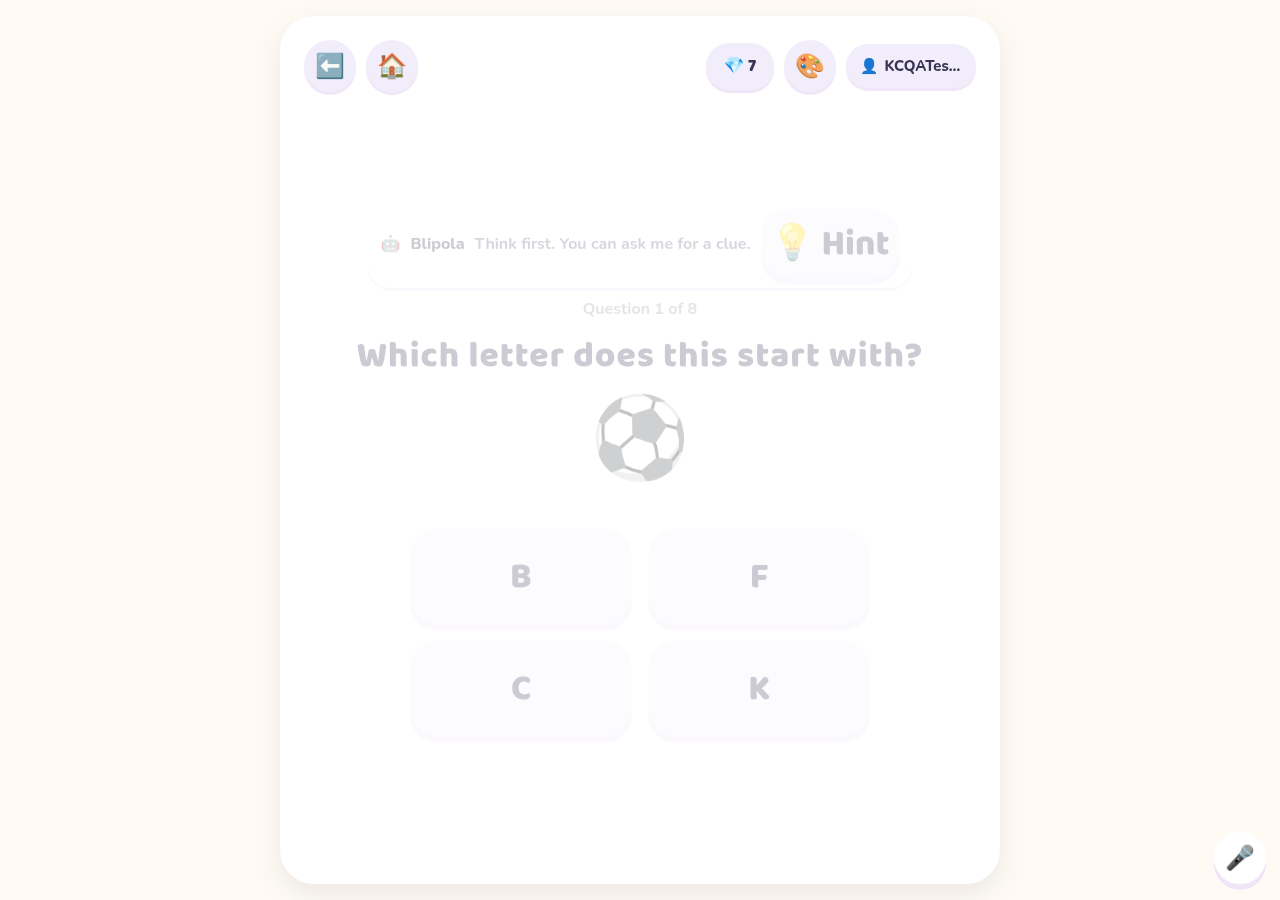 7
KCQATes...
Blipola Think first. You can ask me for a clue.
Hint
Question 1 of 8
Which letter does this start with?
B
F
C
K